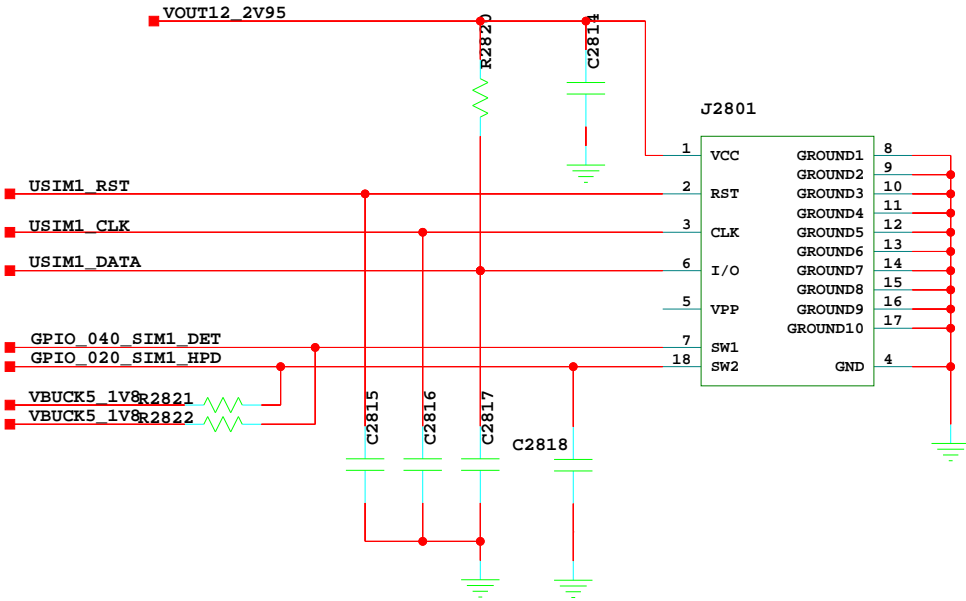 VOUT12_2V95
R2820
C2814
J2801
1 VCC GROUND1 8
GROUND2 9
USIM1_RST 2 RST GROUND3 10
GROUND4 11
USIM1_CLK 3 CLK GROUND5 12
GROUND6 13
USIM1_DATA 6 I/O GROUND7 14
GROUND8 15
5 VPP GROUND9 16
GROUND10 17
GPIO_040_SIM1_DET 7 SW1
GPIO_020_SIM1_HPD 18 SW2 GND 4
VBUCK5_1V8 R2821
VBUCK5_1V8 R2822
C2815
C2816
C2817
C2818